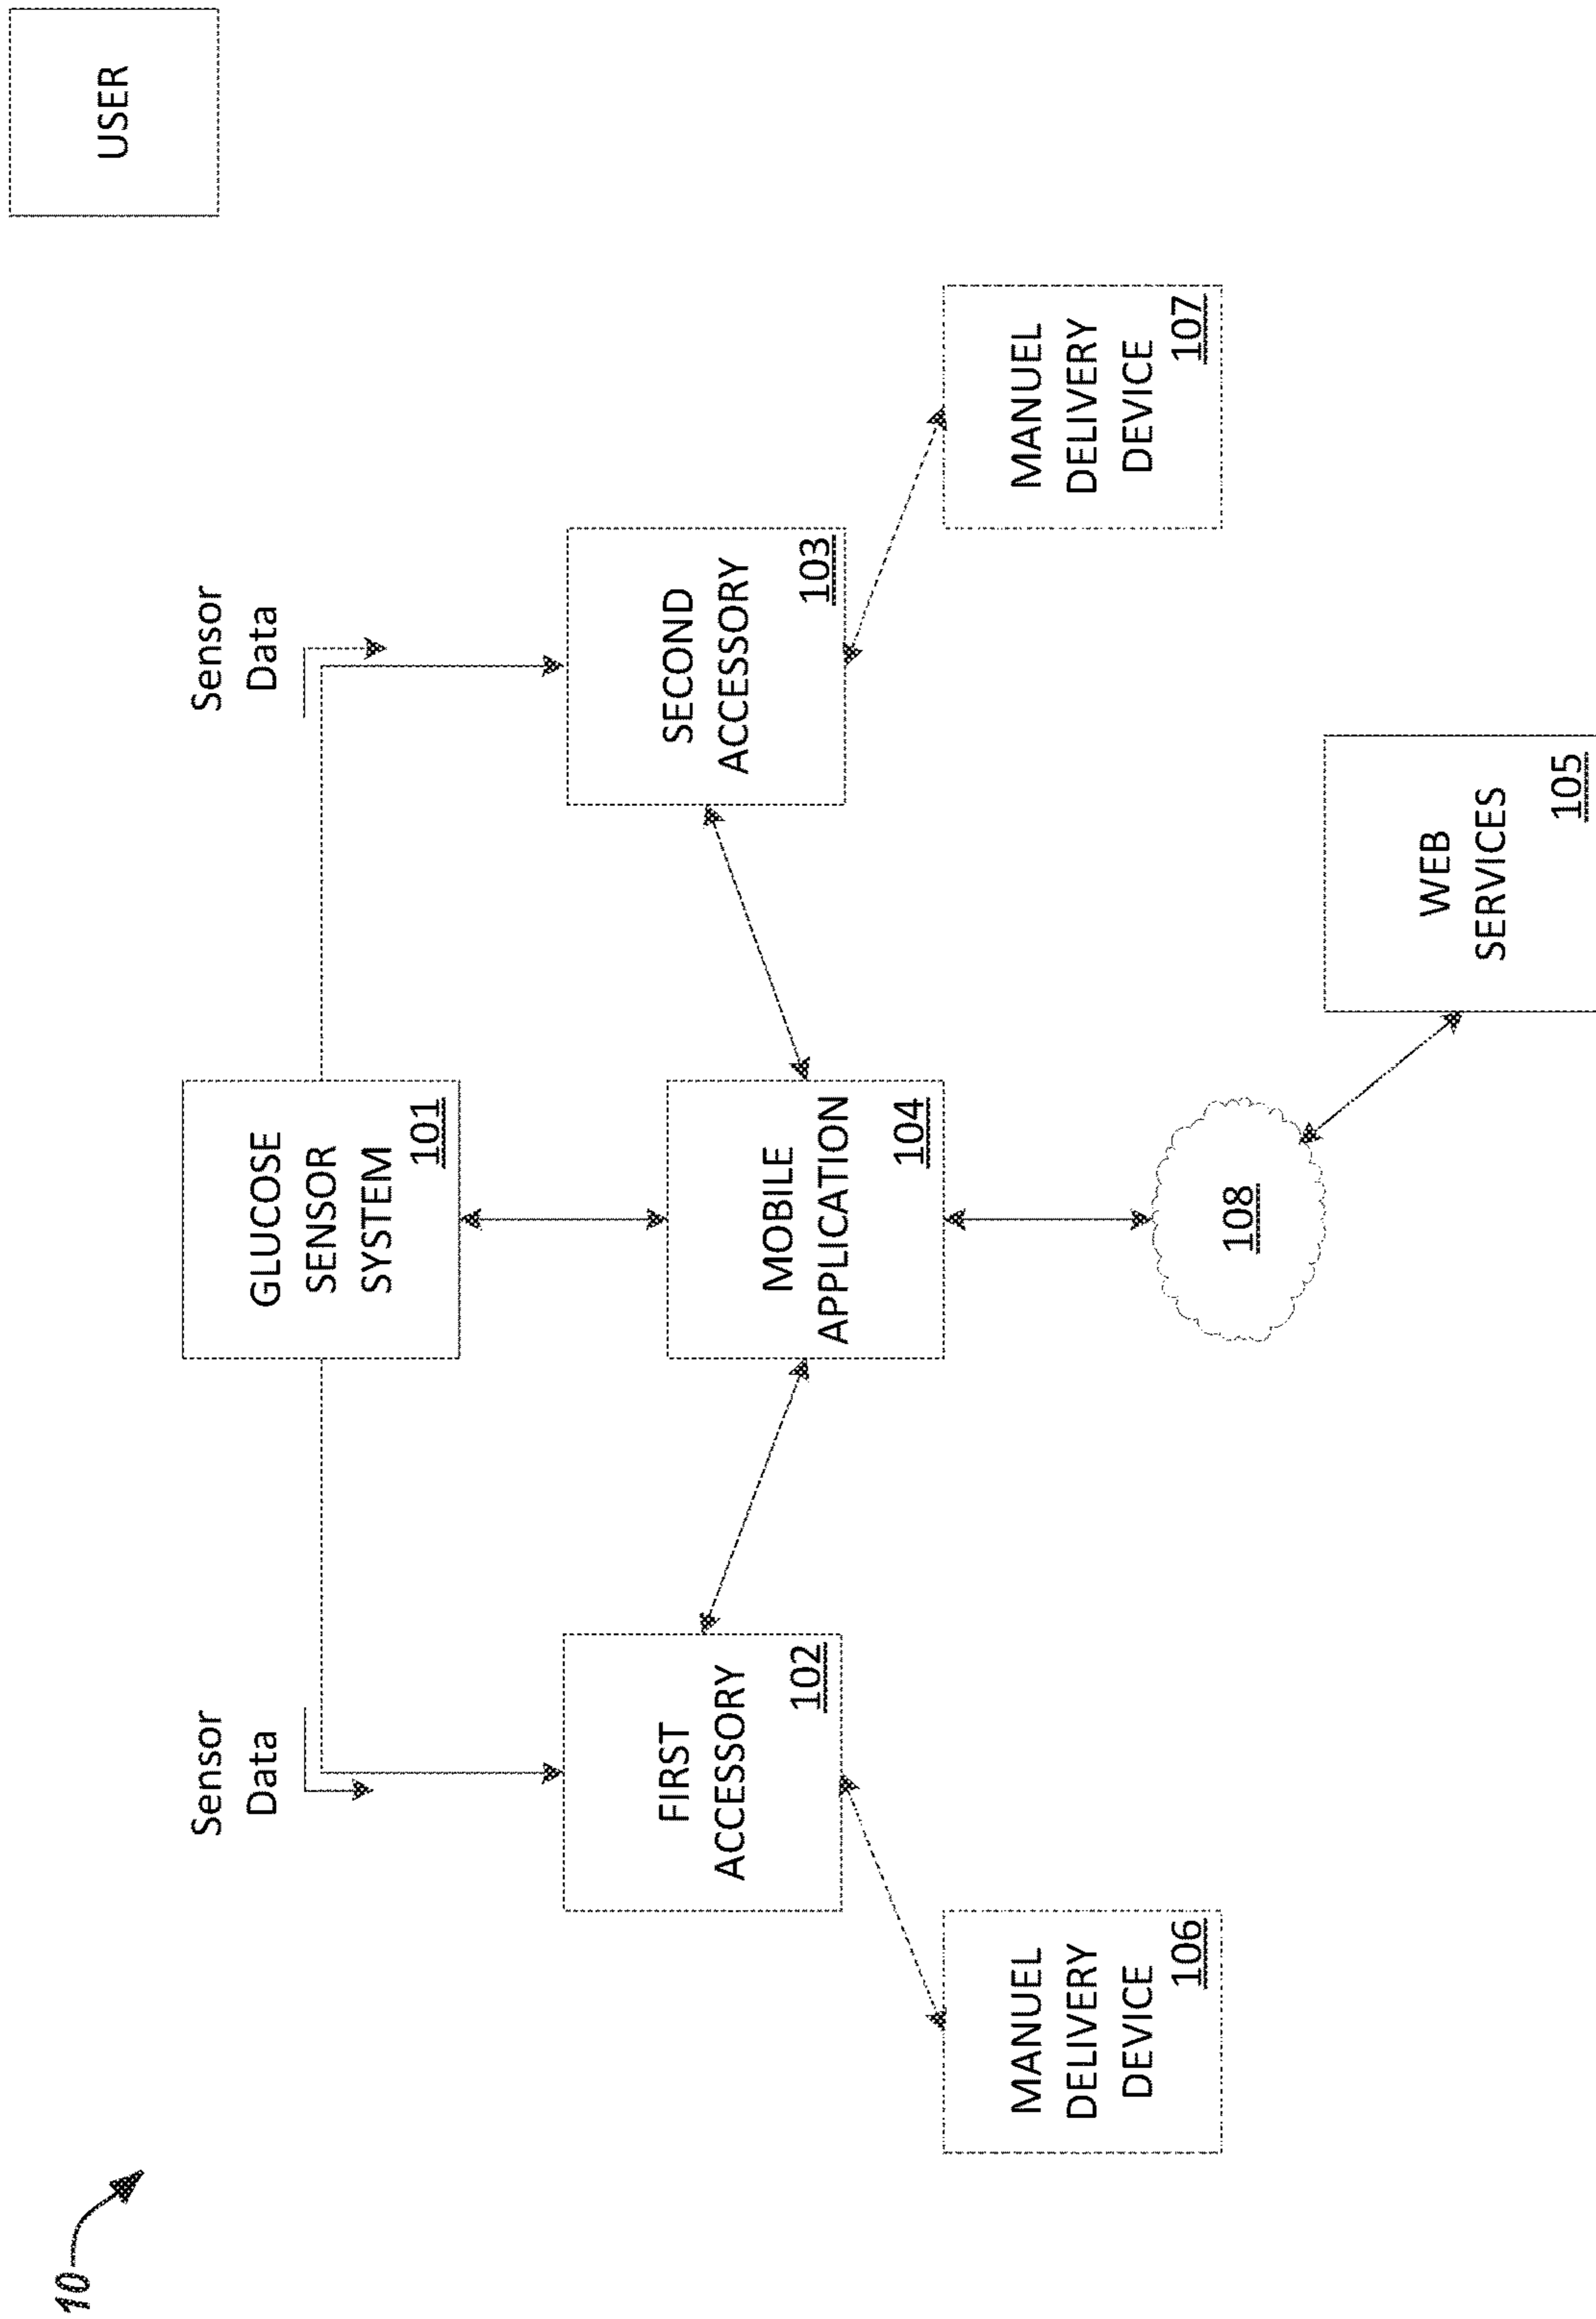 10
USER
Sensor
Data
GLUCOSE
SENSOR
SYSTEM
101
Sensor
Data
FIRST
ACCESSORY
102
MOBILE
APPLICATION
104
SECOND
ACCESSORY
103
MANUEL
DELIVERY
DEVICE
106
108
MANUEL
DELIVERY
DEVICE
107
WEB
SERVICES
105